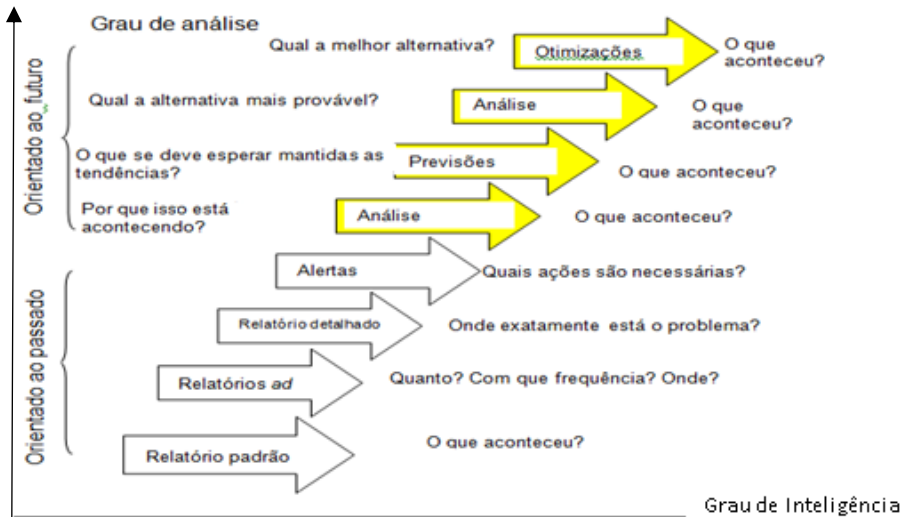 Grau de análise
Qual a melhor alternativa?
Otimizações
O que
aconteceu?
Qual a alternativa mais provável?
Análise
O que
aconteceu?
O que se deve esperar mantidas as
tendências?
Previsões
O que aconteceu?
Por que isso está
acontecendo?
Análise
O que aconteceu?
Orientado ao futuro
Alertas
Quais ações são necessárias?
Relatório detalhado
Onde exatamente está o problema?
Relatórios ad
Quanto? Com que frequência? Onde?
Relatório padrão
O que aconteceu?
Orientado ao passado
Grau de Inteligência